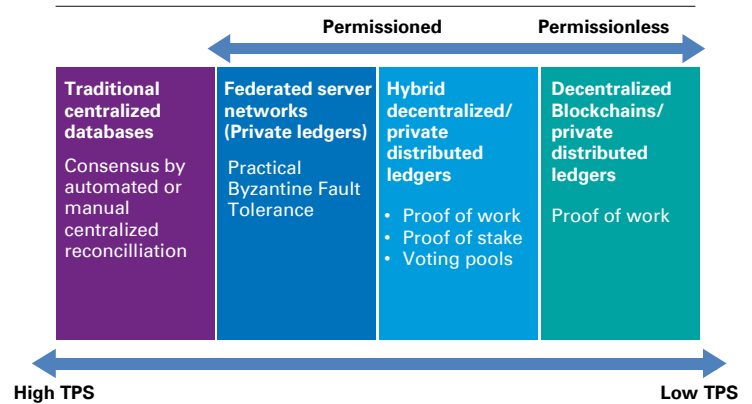 Permissioned
Permissionless
Traditional
centralized
databases
Consensus by
automated or
manual
centralized
reconcilliation
Federated server
networks
(Private ledgers)
Practical
Byzantine Fault
Tolerance
Hybrid
decentralized/
private
distributed
ledgers
• Proof of work
• Proof of stake
• Voting pools
Decentralized
Blockchains/
private
distributed
ledgers
Proof of work
High TPS
Low TPS